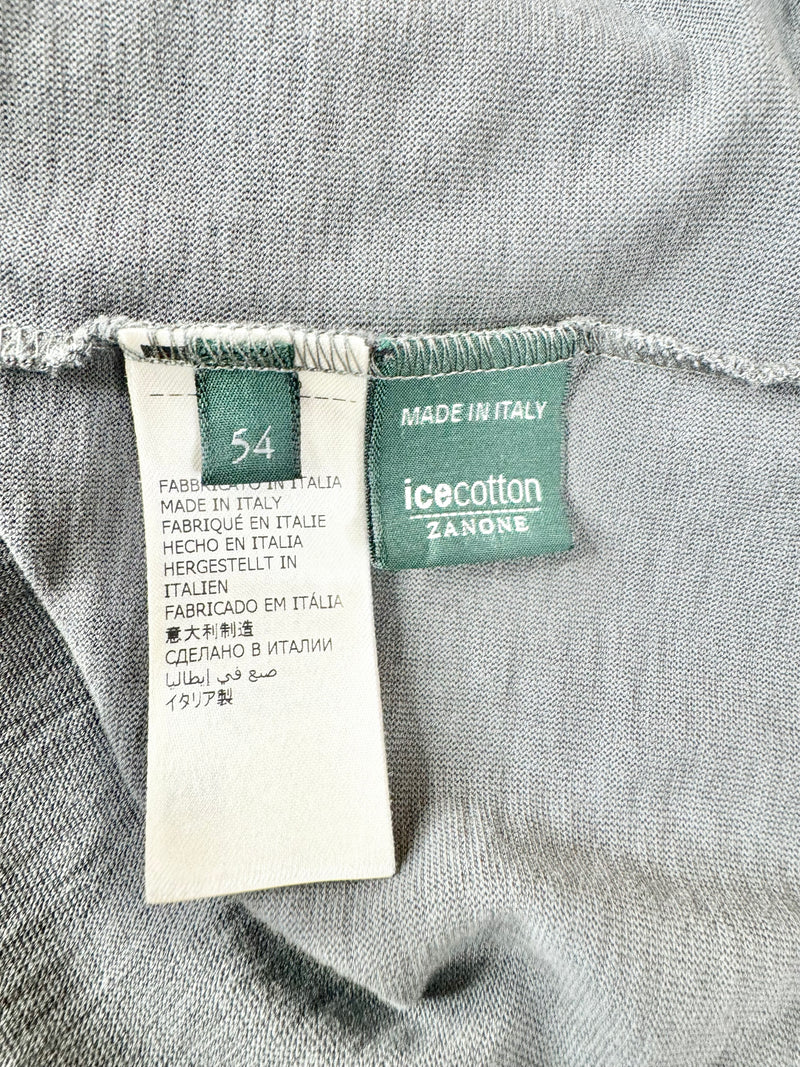 54
FABBRICATO IN ITALIA
MADE IN ITALY
FABRIQUÉ EN ITALIE
HECHO EN ITALIA
HERGESTELLT IN
ITALIEN
FABRICADO EM ITÁLIA
意大利制造
СДЕЛАНО В ИТАЛИИ
صنع في إيطاليا
イタリア製
MADE IN ITALY
icecotton
ZANONE